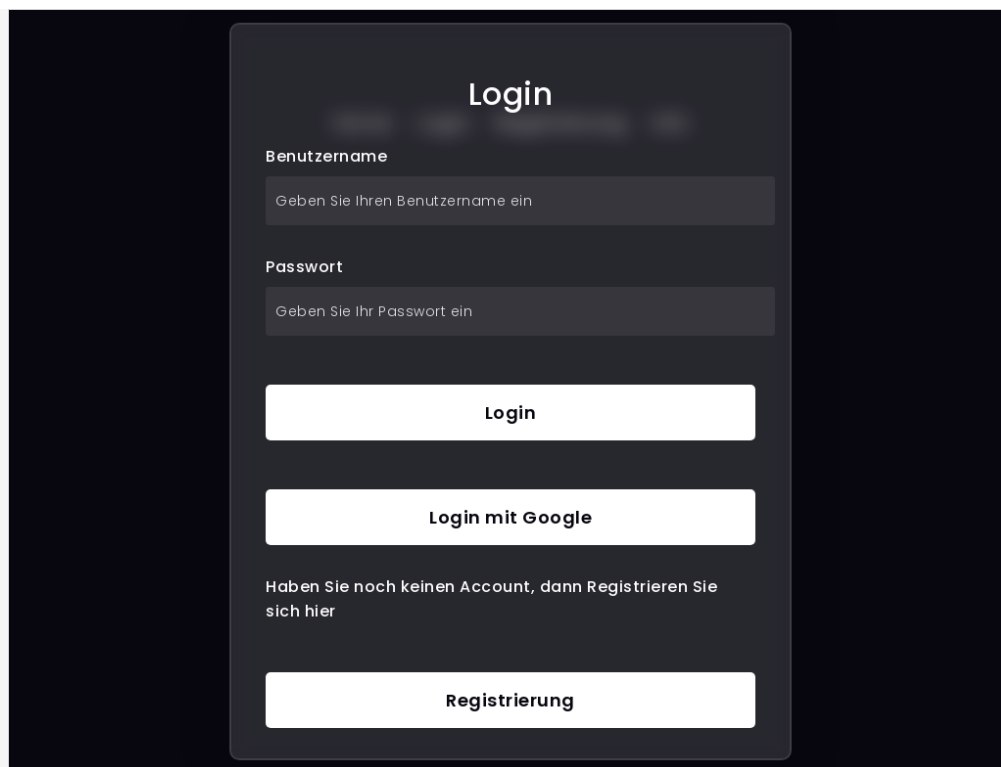 Login
Benutzername
Geben Sie Ihren Benutzername ein
Passwort
Geben Sie Ihr Passwort ein
Login
Login mit Google
Haben Sie noch keinen Account, dann Registrieren Sie
sich hier
Registrierung